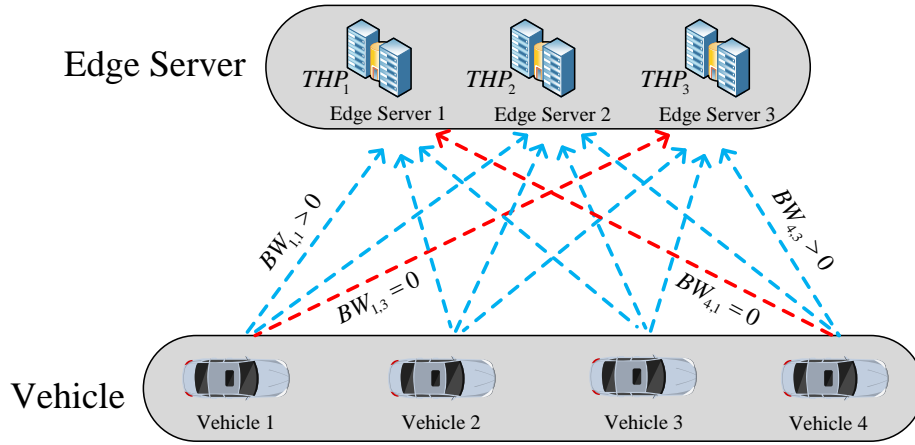 Edge Server
THP₁
THP₂
THP₃
Edge Server 1
Edge Server 2
Edge Server 3
BW₁,₁ > 0
BW₁,₃ = 0
BW₄,₁ = 0
BW₄,₃ > 0
Vehicle
Vehicle 1
Vehicle 2
Vehicle 3
Vehicle 4